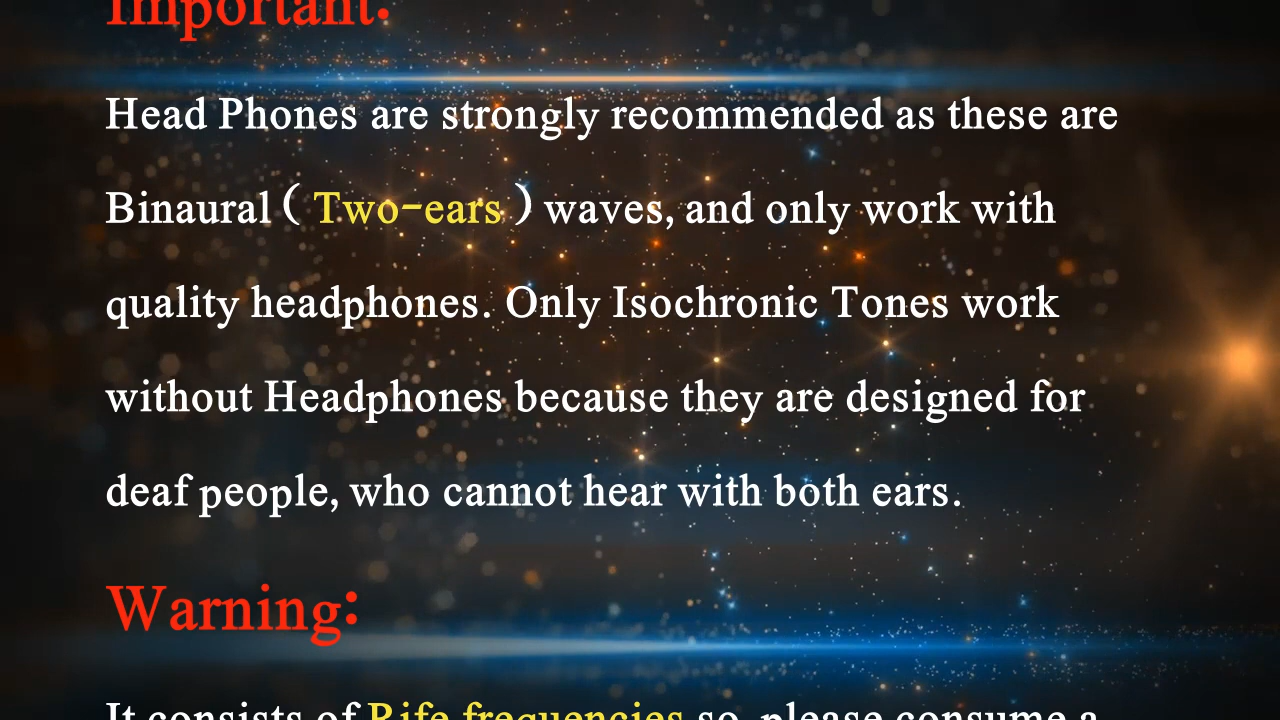 Important:
Head Phones are strongly recommended as these are
Binaural ( Two-ears ) waves, and only work with
quality headphones. Only Isochronic Tones work
without Headphones because they are designed for
deaf people, who cannot hear with both ears.
Warning:
It consists of Rife frequencies so, please consume a